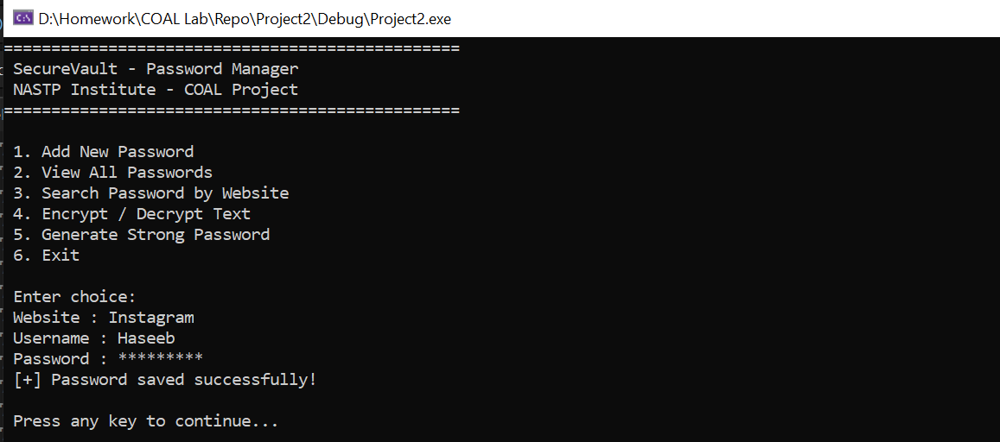 D:\Homework\COAL Lab\Repo\Project2\Debug\Project2.exe
================================================
SecureVault - Password Manager
NASTP Institute - COAL Project
================================================
1. Add New Password
2. View All Passwords
3. Search Password by Website
4. Encrypt / Decrypt Text
5. Generate Strong Password
6. Exit
Enter choice:
Website : Instagram
Username : Haseeb
Password : *********
[+] Password saved successfully!
Press any key to continue...